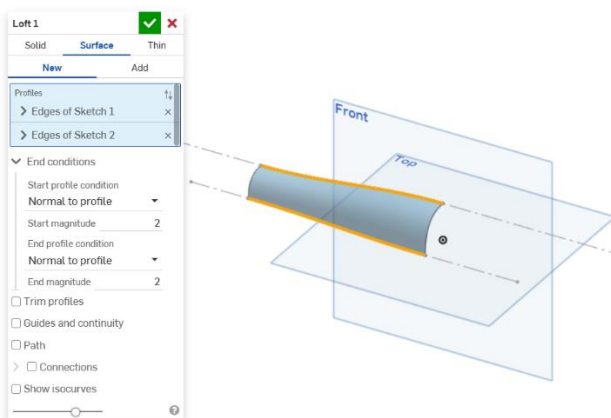 Loft 1
Solid Surface Thin
New Add
Profiles
Edges of Sketch 1
Edges of Sketch 2
End conditions
Start profile condition
Normal to profile
Start magnitude 2
End profile condition
Normal to profile
End magnitude 2
Trim profiles
Guides and continuity
Path
Connections
Show isocurves
Front
Top